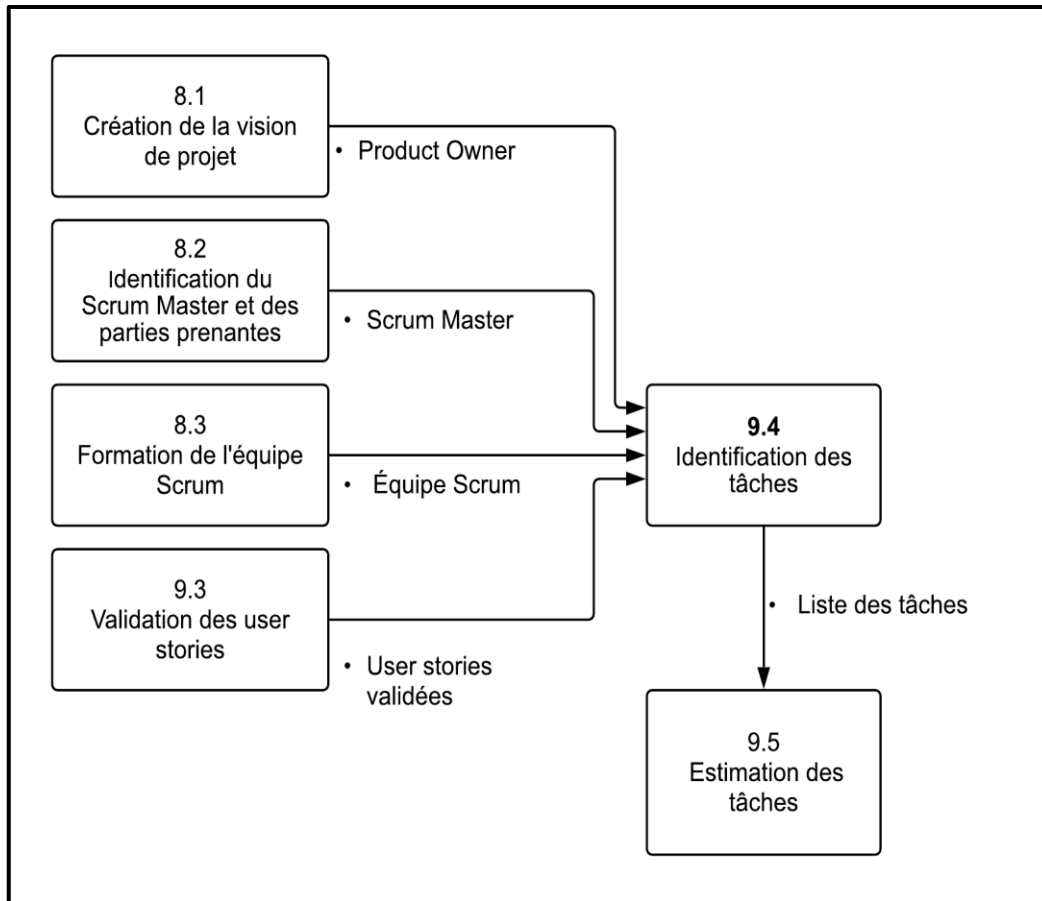 8.1
Création de la vision
de projet
• Product Owner
8.2
Identification du
Scrum Master et des
parties prenantes
• Scrum Master
8.3
Formation de l'équipe
Scrum
• Équipe Scrum
9.3
Validation des user
stories
• User stories
validées
9.4
Identification des
tâches
• Liste des tâches
9.5
Estimation des
tâches